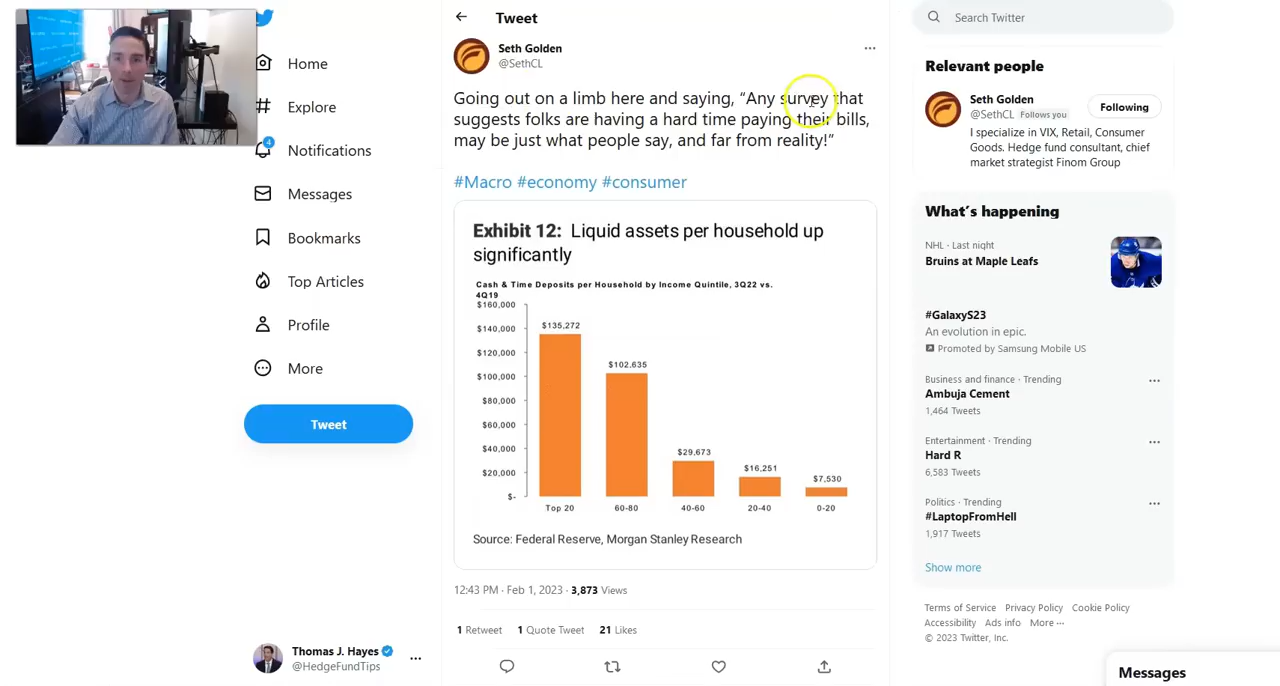 Home
Explore
4
Notifications
Messages
Bookmarks
Top Articles
Profile
More
Tweet
Thomas J. Hayes
@HedgeFundTips
Tweet
Seth Golden
@SethCL
Going out on a limb here and saying, “Any survey that
suggests folks are having a hard time paying their bills,
may be just what people say, and far from reality!”
#Macro #economy #consumer
Exhibit 12: Liquid assets per household up
significantly
Cash & Time Deposits per Household by Income Quintile, 3Q22 vs.
4Q19
$160,000
$140,000
$120,000
$100,000
$80,000
$60,000
$40,000
$20,000
$-
$135,272
$102,635
$29,673
$16,251
$7,530
Top 20
60-80
40-60
20-40
0-20
Source: Federal Reserve, Morgan Stanley Research
12:43 PM · Feb 1, 2023 · 3,873 Views
1 Retweet 1 Quote Tweet 21 Likes
Search Twitter
Relevant people
Seth Golden
@SethCL Follows you
Following
I specialize in VIX, Retail, Consumer
Goods. Hedge fund consultant, chief
market strategist Finom Group
What’s happening
NHL · Last night
Bruins at Maple Leafs
#GalaxyS23
An evolution in epic.
Promoted by Samsung Mobile US
Business and finance · Trending
Ambuja Cement
1,464 Tweets
Entertainment · Trending
Hard R
6,583 Tweets
Politics · Trending
#LaptopFromHell
1,917 Tweets
Show more
Terms of Service Privacy Policy Cookie Policy
Accessibility Ads info More ···
© 2023 Twitter, Inc.
Messages